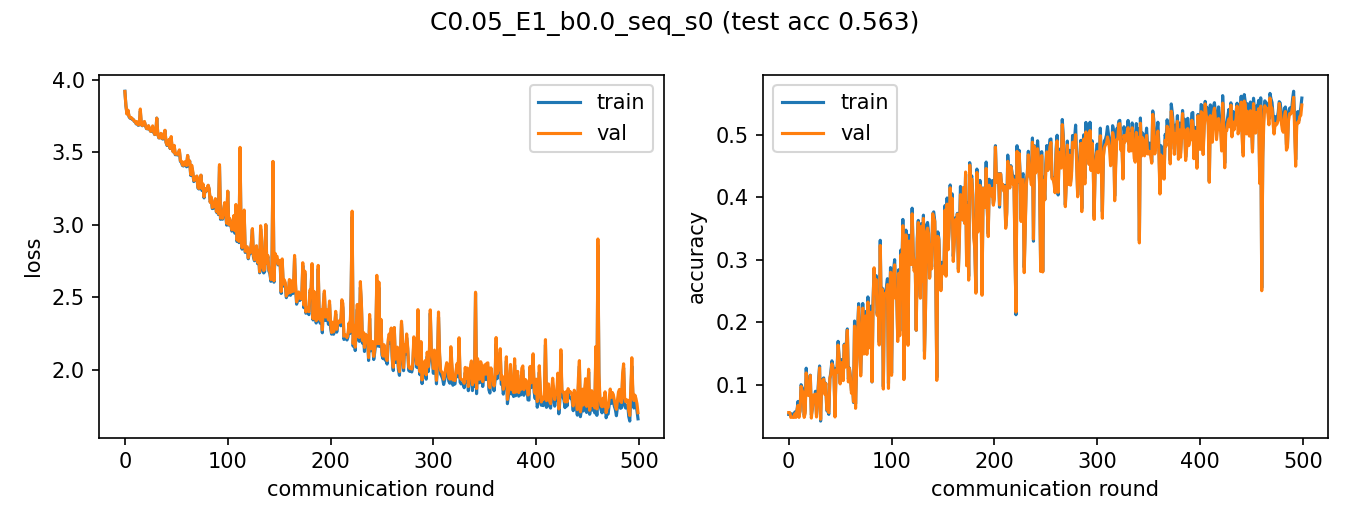 C0.05_E1_b0.0_seq_s0 (test acc 0.563)
4.0
3.5
3.0
2.5
2.0
loss
0 100 200 300 400 500
communication round
train
val
0.5
0.4
0.3
0.2
0.1
accuracy
0 100 200 300 400 500
communication round
train
val